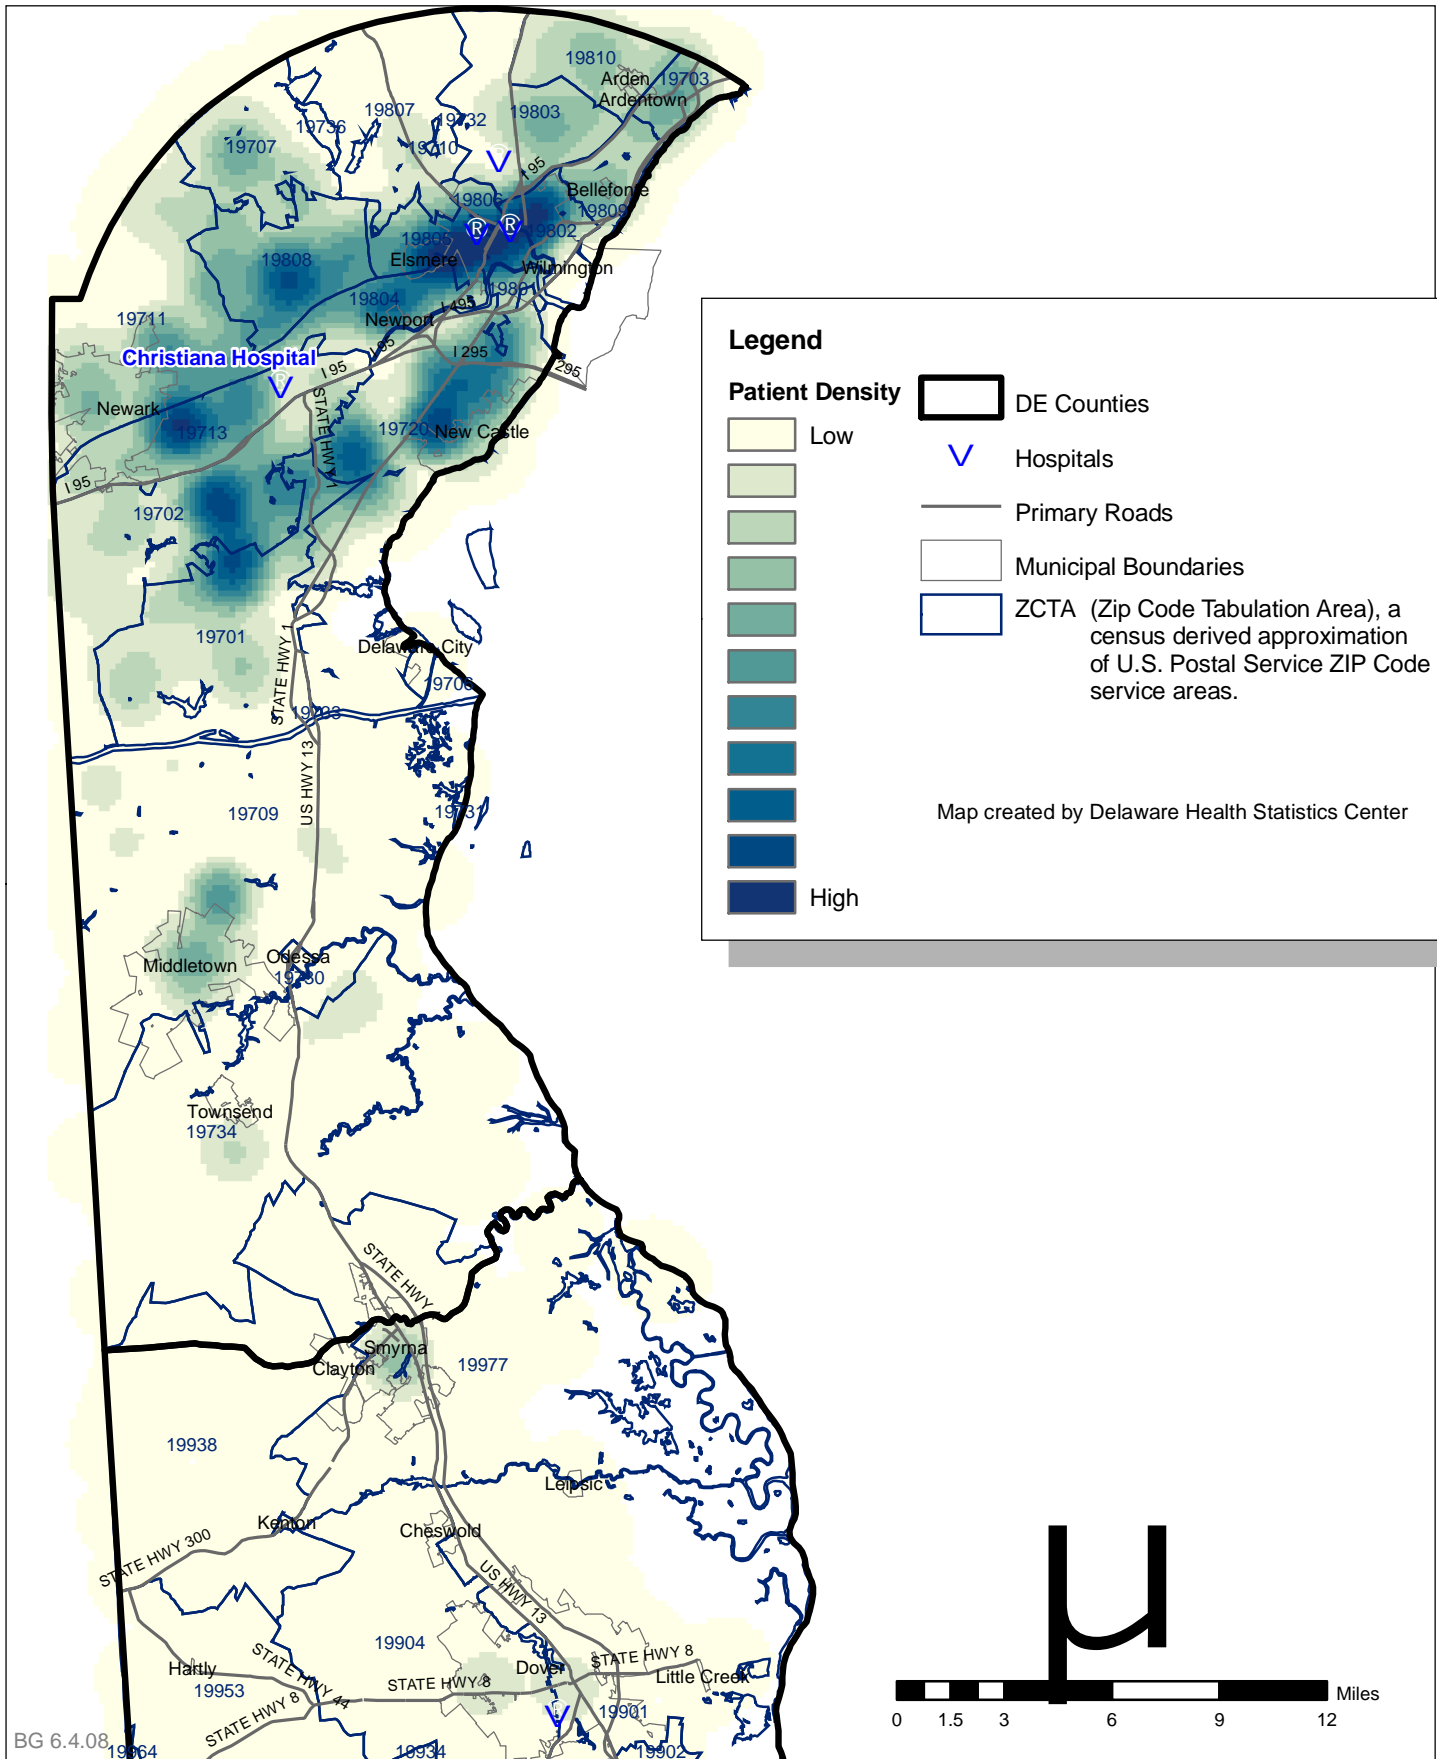 19810
Arden
19703
Ardentown
19807
19803
19732
19736
19707
19710
I 95
Bellefonte
19806
19809
19802
19805
Elsmere
19808
Wilmington
19801
19804
I 495
Newport
19711
I 95
I 295
Christiana Hospital
I 95
295
Newark
STATE HWY 1
19713
19720
New Castle
I 95
19702
19701
Delaware City
19706
STATE HWY 1
19733
US HWY 13
19709
19731
Middletown
Odessa
19730
Townsend
19734
STATE HWY
Smyrna
Clayton
19977
19938
Leipsic
Kenton
Cheswold
STATE HWY 300
US HWY 13
19904
STATE HWY 8
Hartly
STATE HWY 44
Dover
Little Creek
19953
STATE HWY 8
STATE HWY 8
19901
BG 6.4.08
19964
19934
19902
Legend
Patient Density
Low
High
DE Counties
V Hospitals
Primary Roads
Municipal Boundaries
ZCTA (Zip Code Tabulation Area), a
census derived approximation
of U.S. Postal Service ZIP Code
service areas.
Map created by Delaware Health Statistics Center
µ
Miles
0 1.5 3 6 9 12